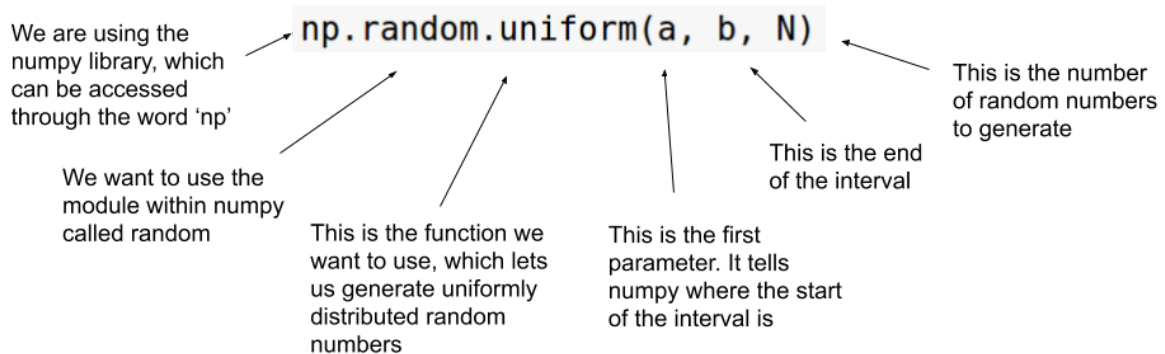 np.random.uniform(a, b, N)
We are using the
numpy library, which
can be accessed
through the word ‘np’
We want to use the
module within numpy
called random
This is the function we
want to use, which lets
us generate uniformly
distributed random
numbers
This is the first
parameter. It tells
numpy where the start
of the interval is
This is the end
of the interval
This is the number
of random numbers
to generate